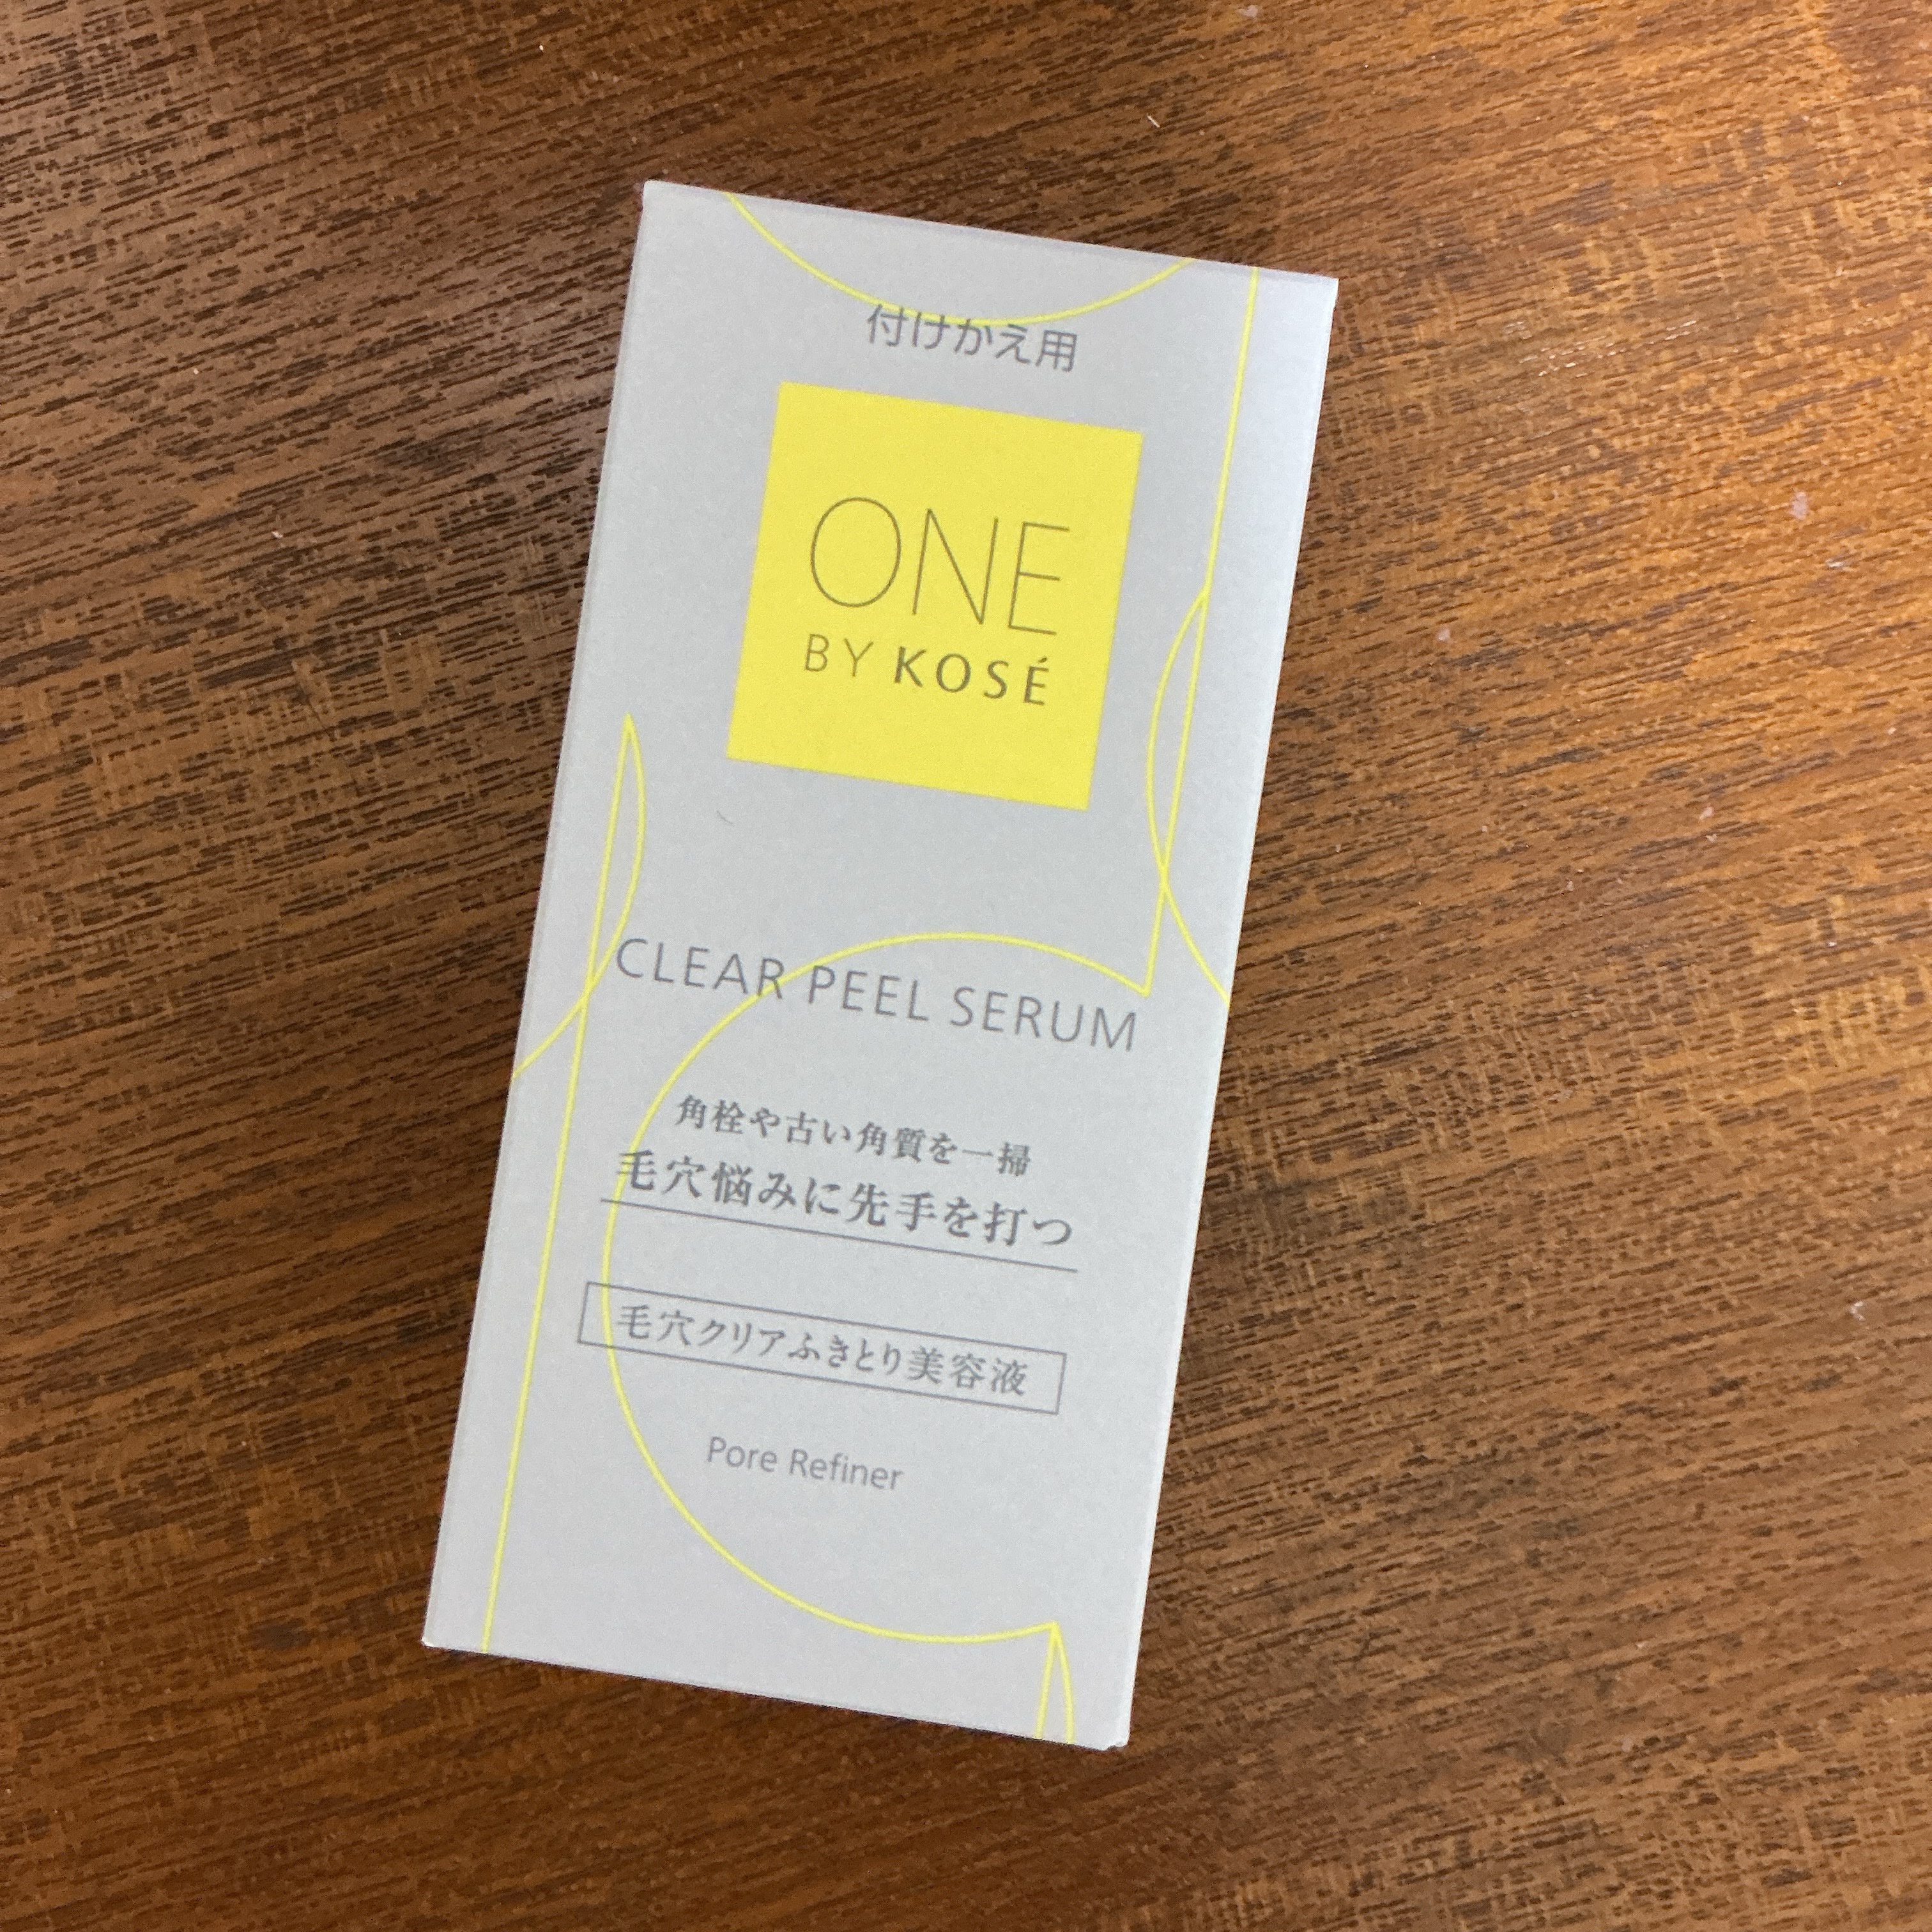 付けかえ用
ONE
BY KOSÉ
CLEAR PEEL SERUM
角栓や古い角質を一掃
毛穴悩みに先手を打つ
毛穴クリアふきとり美容液
Pore Refiner